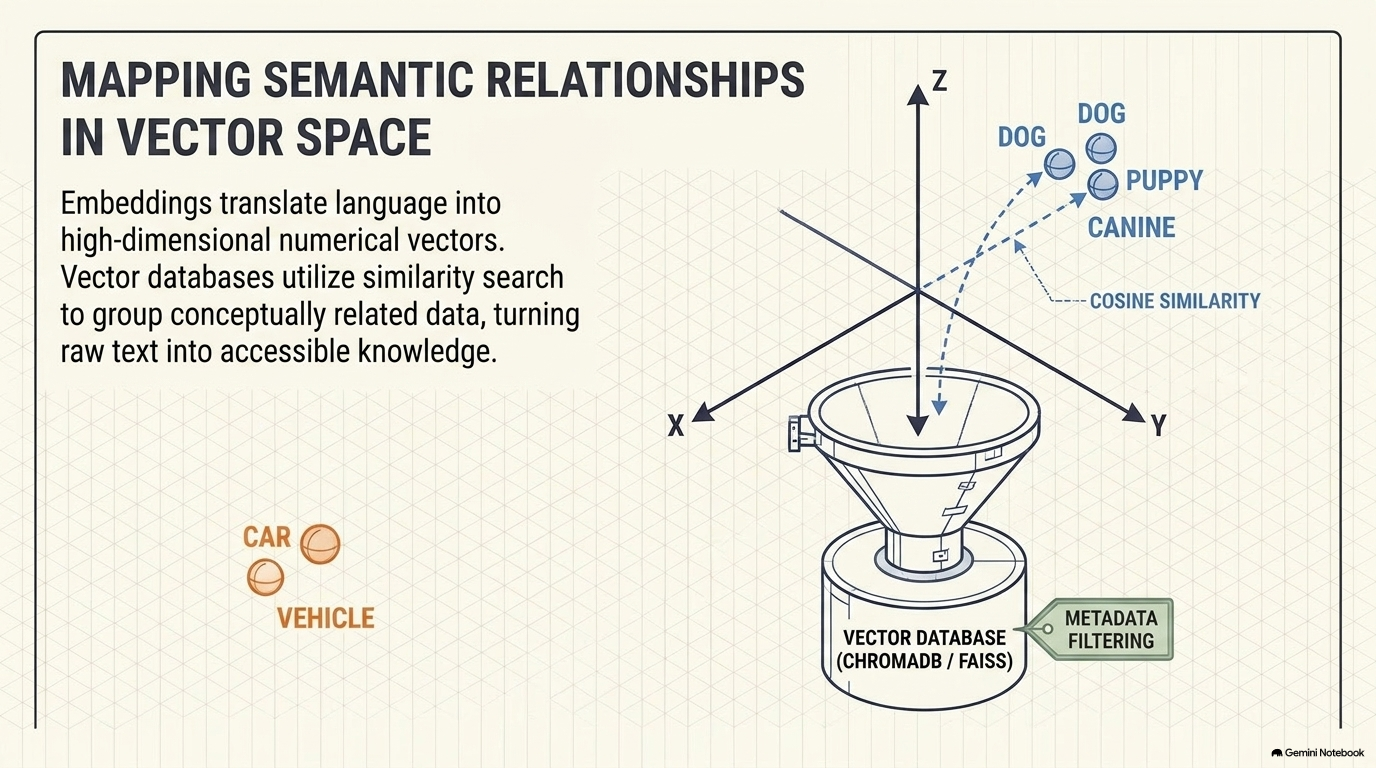 MAPPING SEMANTIC RELATIONSHIPS
IN VECTOR SPACE
Embeddings translate language into
high-dimensional numerical vectors.
Vector databases utilize similarity search
to group conceptually related data, turning
raw text into accessible knowledge.
Z
DOG
DOG
PUPPY
CANINE
COSINE SIMILARITY
X
Y
CAR
VEHICLE
VECTOR DATABASE
(CHROMADB / FAISS)
METADATA
FILTERING
Gemini Notebook